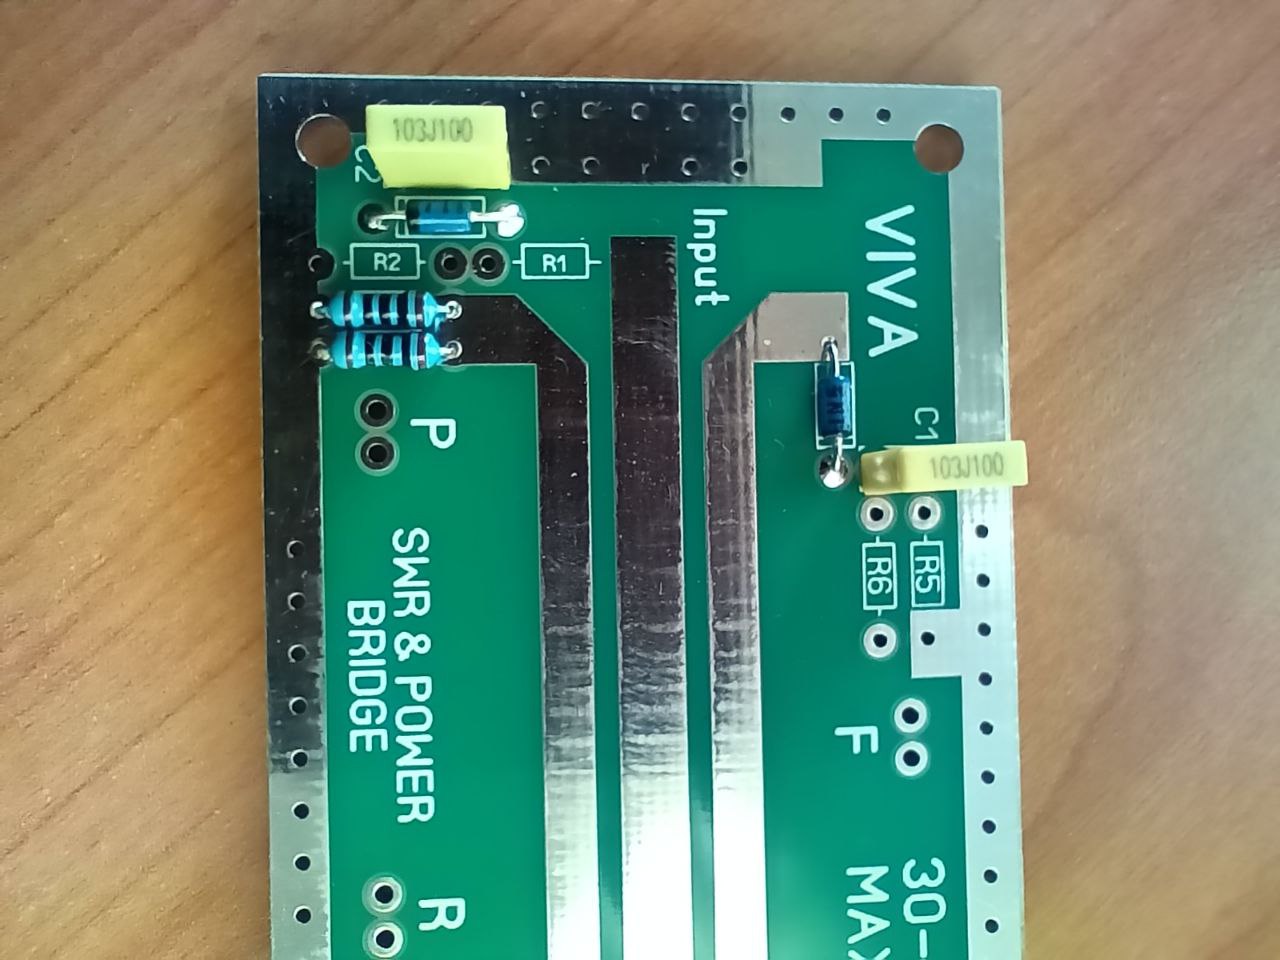 103J100
C2
R2
R1
Input
VIVA
P
C1
103J100
R6
R5
SWR & POWER
BRIDGE
F
R
30-
MAX